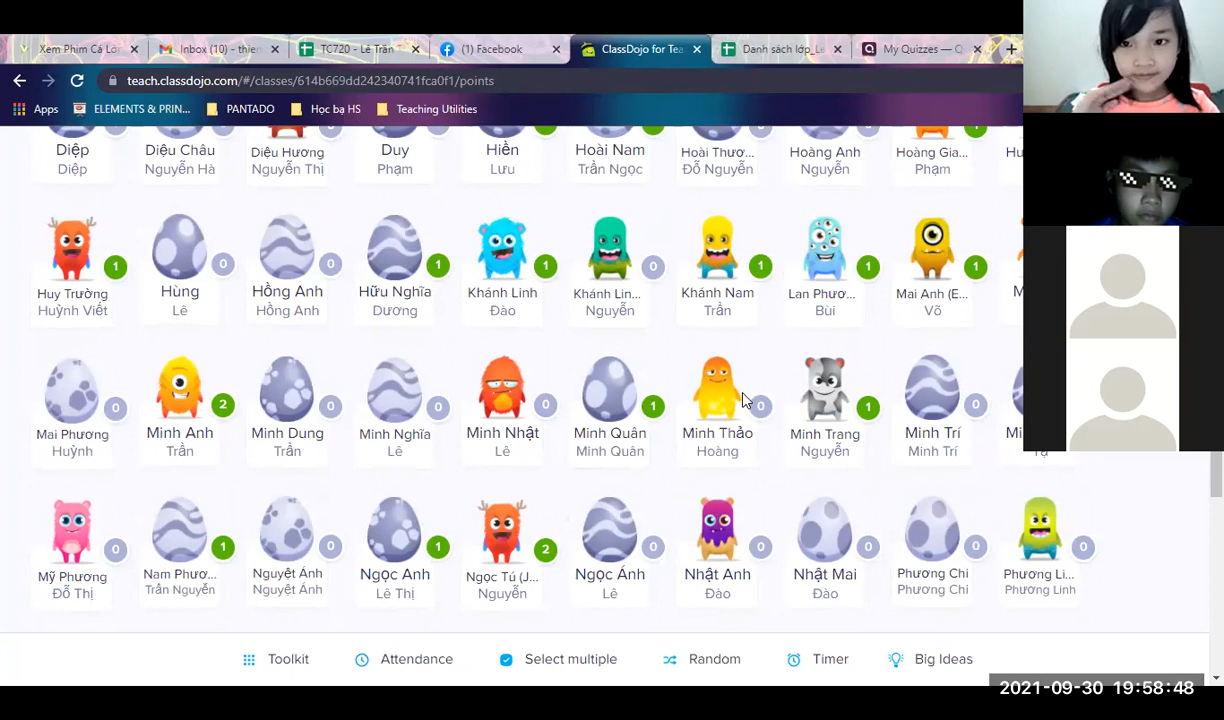 Xem Phim Cá Lớn
Inbox (10) - thien
TC720 - Lê Trần T
(1) Facebook
ClassDojo for Tea
Danh sách lớp_Le
My Quizzes — Q
teach.classdojo.com/#/classes/614b669dd242340741fca0f1/points
Apps ELEMENTS & PRIN... PANTADO Học bạ HS Teaching Utilities
Diệp Diệu Châu Diệu Hương Duy Hiền Hoài Nam Hoài Thươ... Hoàng Anh Hoàng Gia...
Diệp Nguyễn Hà Nguyễn Thị Phạm Lưu Trần Ngọc Đỗ Nguyễn Nguyễn Phạm
1 0 0 1 1 0 1 1 1
Huy Trường Hùng Hồng Anh Hữu Nghĩa Khánh Linh Khánh Lin... Khánh Nam Lan Phươ... Mai Anh (E...
Huỳnh Viết Lê Hồng Anh Dương Đào Nguyễn Trần Bùi Võ
0 2 0 0 0 1 0 1 0
Mai Phương Minh Anh Minh Dung Minh Nghĩa Minh Nhật Minh Quân Minh Thảo Minh Trang Minh Trí
Huỳnh Trần Trần Lê Lê Minh Quân Hoàng Nguyễn Minh Trí
0 1 0 1 2 0 0 0 0 0
Mỹ Phương Nam Phươ... Nguyệt Ánh Ngọc Anh Ngọc Tú (J... Ngọc Ánh Nhật Anh Nhật Mai Phương Chi Phương Li...
Đỗ Thị Trần Nguyễn Nguyệt Ánh Lê Thị Nguyễn Lê Đào Đào Phương Chi Phương Linh
Toolkit Attendance Select multiple Random Timer Big Ideas
2021-09-30 19:58:48